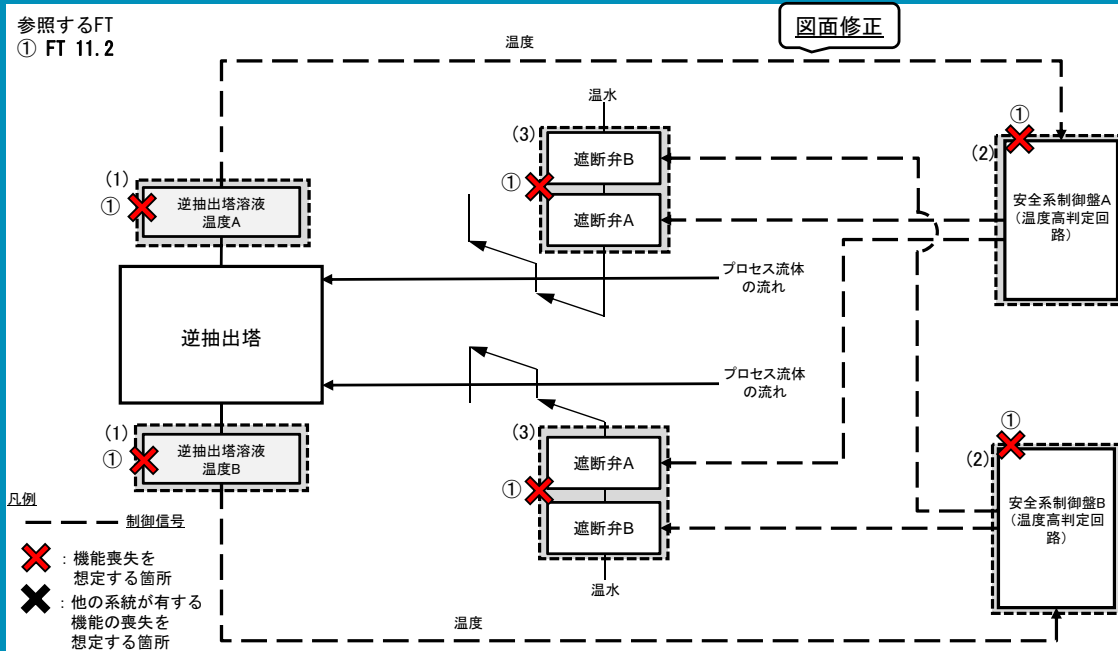 参照するFT
① FT 11.2
図面修正
温度
温水
(3)
遮断弁B
①
遮断弁A
(1)
①
逆抽出塔溶液
温度A
①
(2)
安全系制御盤A
(温度高判定回
路)
プロセス流体
の流れ
逆抽出塔
プロセス流体
の流れ
(1)
①
逆抽出塔溶液
温度B
(3)
遮断弁A
①
遮断弁B
温水
①
(2)
安全系制御盤B
(温度高判定回
路)
凡例
制御信号
:機能喪失を
想定する箇所
:他の系統が有する
機能の喪失を
想定する箇所
温度